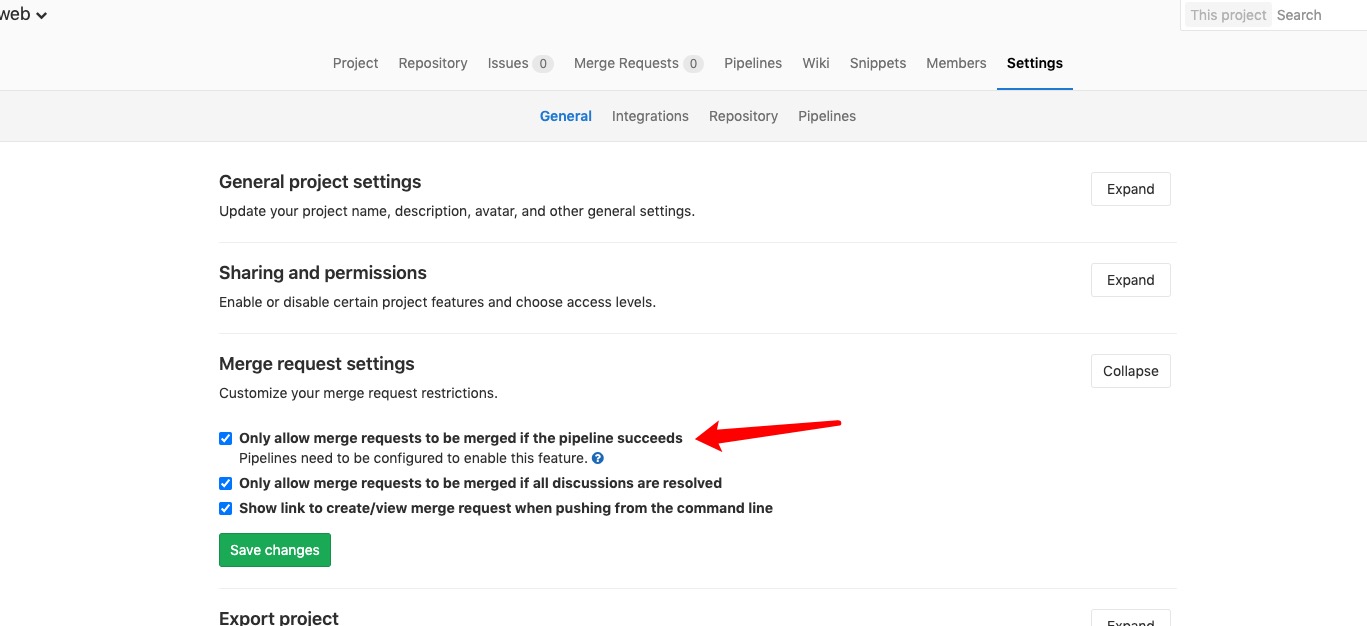 web
This project Search
Project Repository Issues 0 Merge Requests 0 Pipelines Wiki Snippets Members Settings
General Integrations Repository Pipelines
General project settings
Expand
Update your project name, description, avatar, and other general settings.
Sharing and permissions
Expand
Enable or disable certain project features and choose access levels.
Merge request settings
Collapse
Customize your merge request restrictions.
Only allow merge requests to be merged if the pipeline succeeds
Pipelines need to be configured to enable this feature. ?
Only allow merge requests to be merged if all discussions are resolved
Show link to create/view merge request when pushing from the command line
Save changes
Export project
Expand